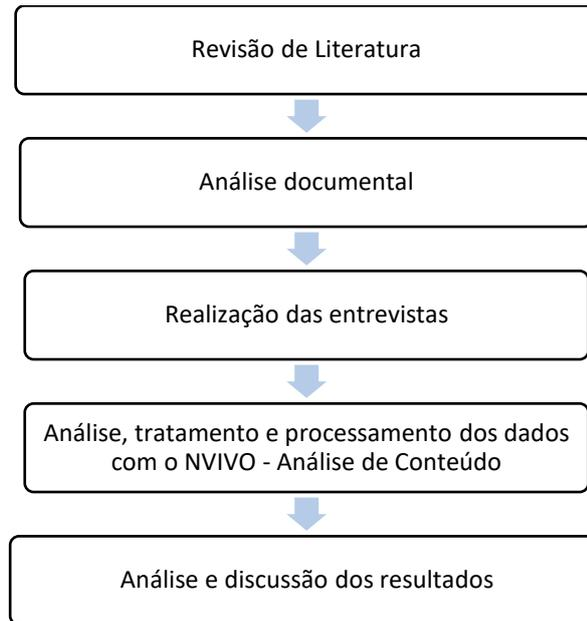 Revisão de Literatura
Análise documental
Realização das entrevistas
Análise, tratamento e processamento dos dados
com o NVIVO - Análise de Conteúdo
Análise e discussão dos resultados